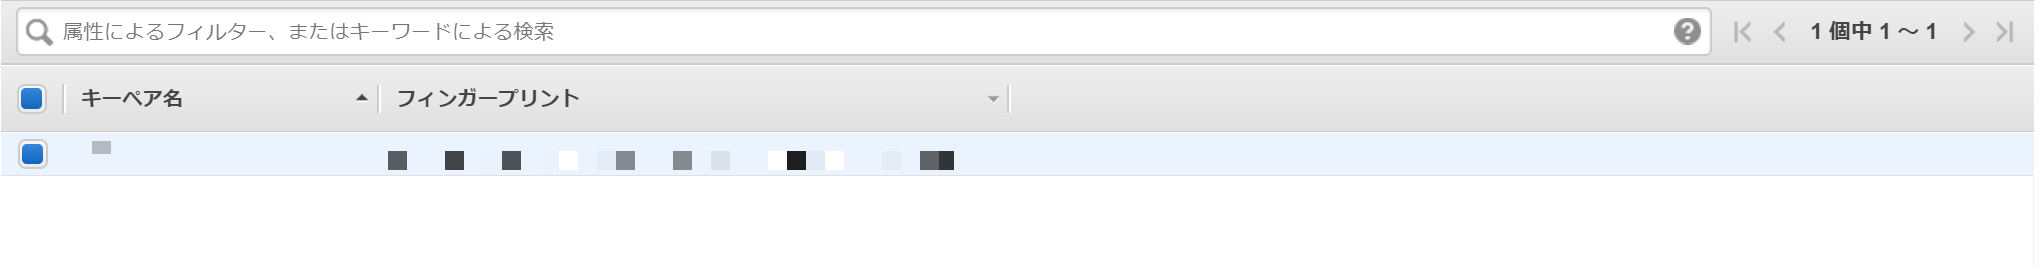 属性によるフィルター、またはキーワードによる検索
1 個中 1 ～ 1
キーペア名 フィンガープリント